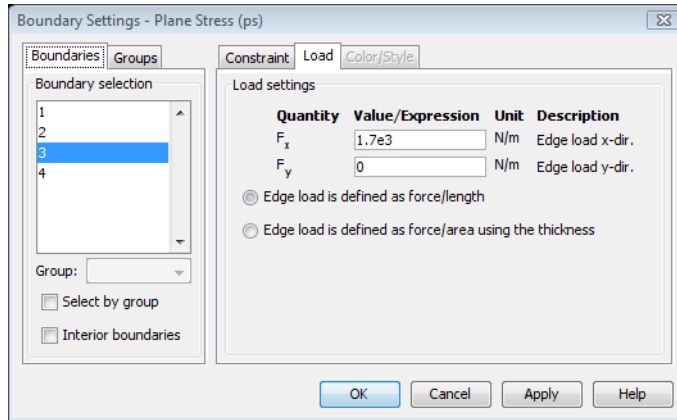 Boundary Settings - Plane Stress (ps)
Boundaries Groups
Boundary selection
1
2
3
4
Group:
Select by group
Interior boundaries
Constraint Load Color/Style
Load settings
Quantity Value/Expression Unit Description
Fx 1.7e3 N/m Edge load x-dir.
Fy 0 N/m Edge load y-dir.
Edge load is defined as force/length
Edge load is defined as force/area using the thickness
OK Cancel Apply Help